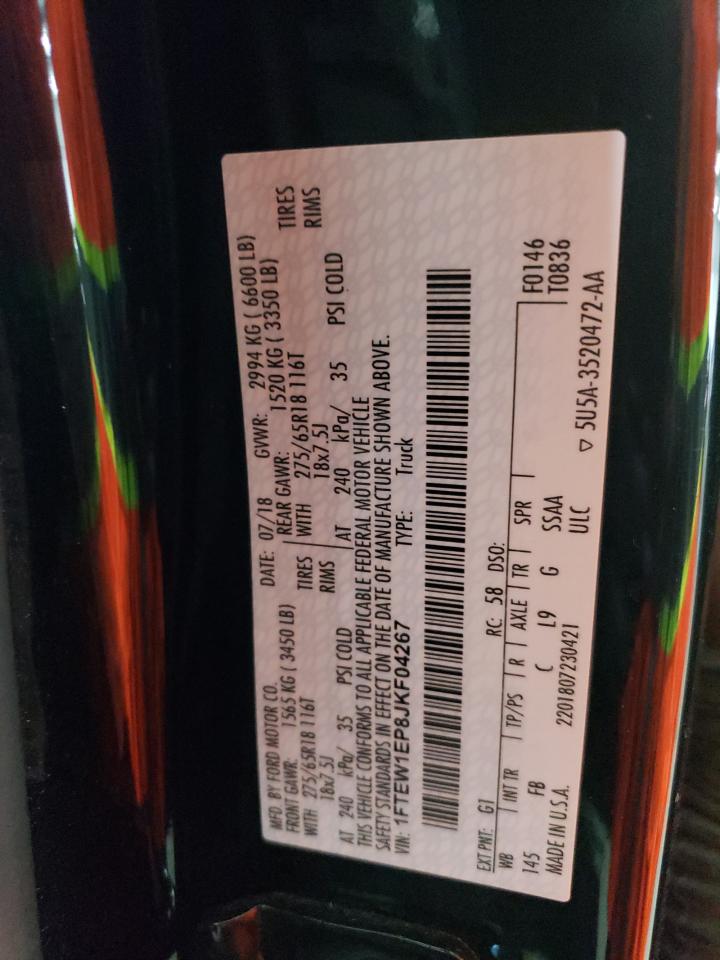 MFD. BY FORD MOTOR CO. DATE: 07/18 GVWR: 2994 KG ( 6600 LB)
FRONT GAWR: 1565 KG ( 3450 LB) REAR GAWR: 1520 KG ( 3350 LB)
WITH 275/65R18 116T TIRES WITH 275/65R18 116T TIRES
18x7.5J RIMS 18x7.5J RIMS
AT 240 kPa/ 35 PSI COLD AT 240 kPa/ 35 PSI COLD
THIS VEHICLE CONFORMS TO ALL APPLICABLE FEDERAL MOTOR VEHICLE
SAFETY STANDARDS IN EFFECT ON THE DATE OF MANUFACTURE SHOWN ABOVE.
VIN: 1FTEW1EP8JKF04267 TYPE: Truck
EXT PNT: G1 RC: 58 DSO: F0146
WB INT TR TP/PS R AXLE TR SPR T0836
145 FB C L9 G SSAA
MADE IN U.S.A. 2201807230421 ULC ▽ 5U5A-3520472-AA